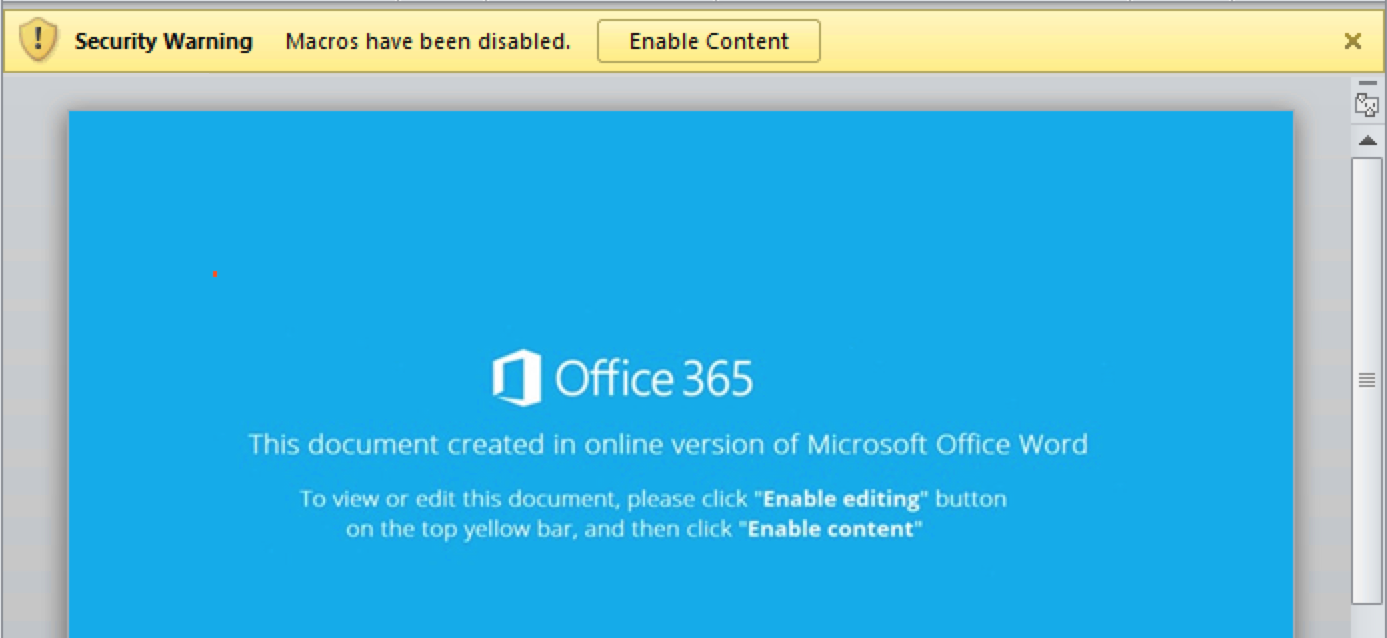 Security Warning Macros have been disabled. Enable Content
Office 365
This document created in online version of Microsoft Office Word
To view or edit this document, please click "Enable editing" button
on the top yellow bar, and then click "Enable content"